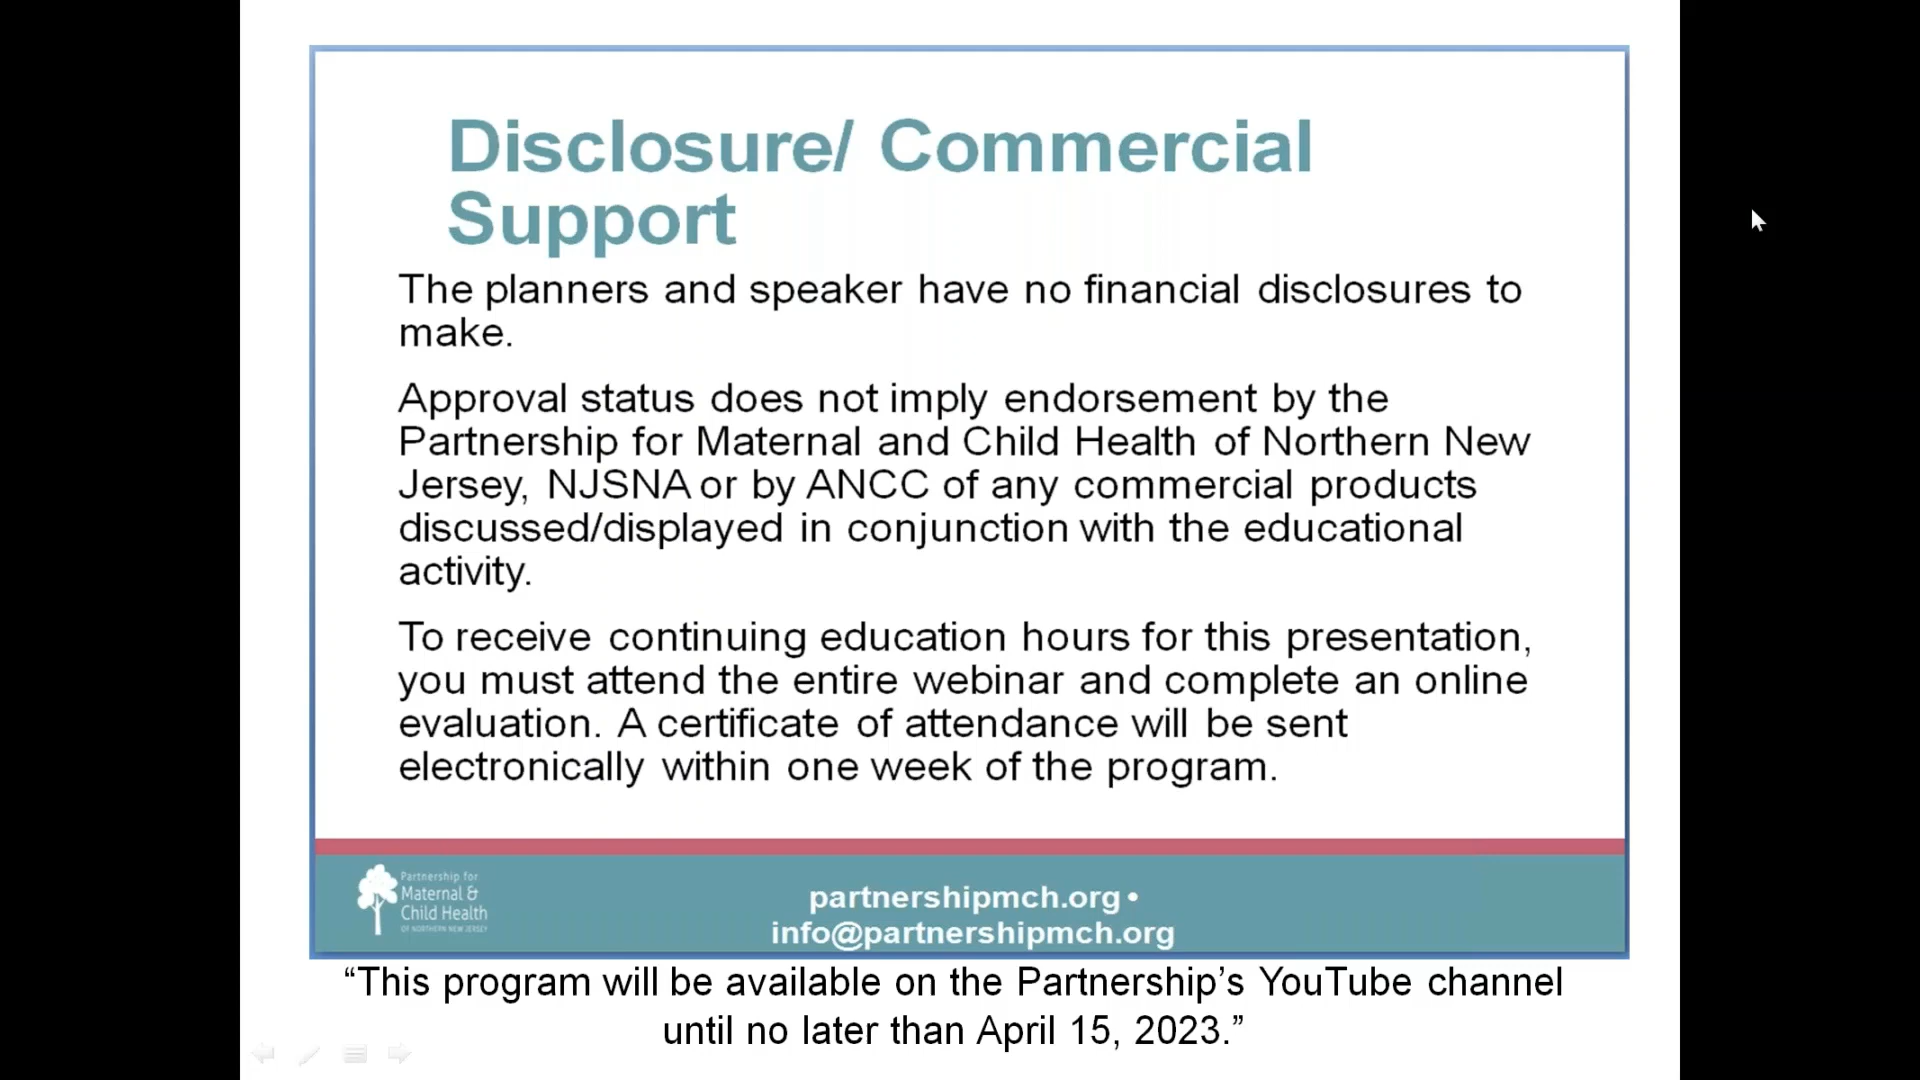 Disclosure/ Commercial
Support
The planners and speaker have no financial disclosures to
make.
Approval status does not imply endorsement by the
Partnership for Maternal and Child Health of Northern New
Jersey, NJSNA or by ANCC of any commercial products
discussed/displayed in conjunction with the educational
activity.
To receive continuing education hours for this presentation,
you must attend the entire webinar and complete an online
evaluation. A certificate of attendance will be sent
electronically within one week of the program.
Partnership for
Maternal &
Child Health
OF NORTHERN NEW JERSEY
partnershipmch.org •
info@partnershipmch.org
“This program will be available on the Partnership’s YouTube channel
until no later than April 15, 2023.”